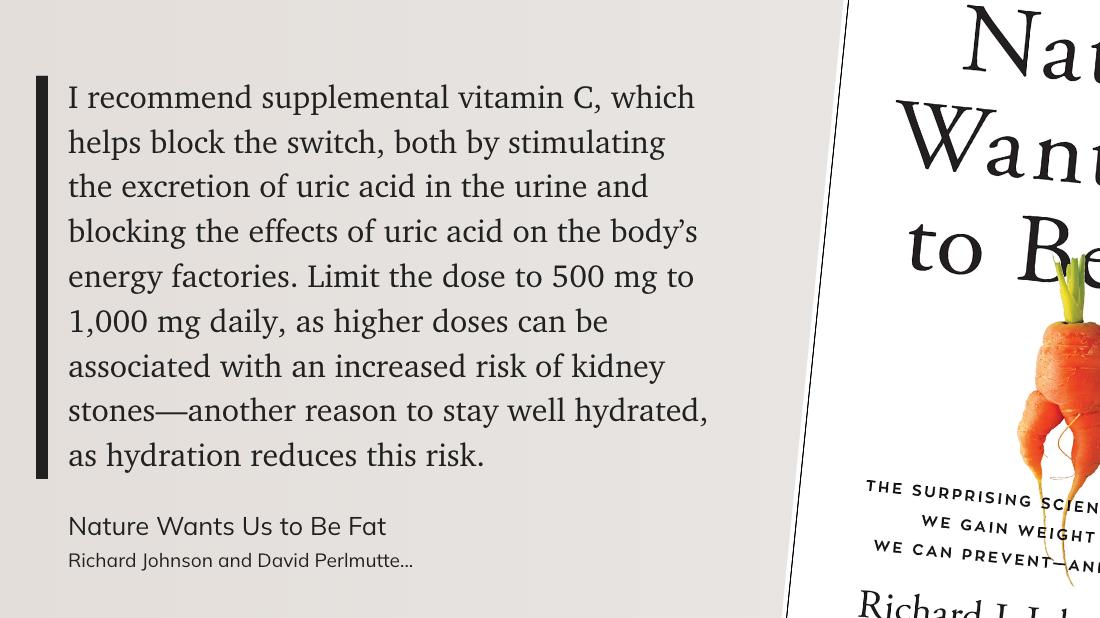 I recommend supplemental vitamin C, which
helps block the switch, both by stimulating
the excretion of uric acid in the urine and
blocking the effects of uric acid on the body’s
energy factories. Limit the dose to 500 mg to
1,000 mg daily, as higher doses can be
associated with an increased risk of kidney
stones—another reason to stay well hydrated,
as hydration reduces this risk.
Nature Wants Us to Be Fat
Richard Johnson and David Perlmutte...
Nat
Want
to Be
THE SURPRISING SCIEN
WE GAIN WEIGHT
WE CAN PREVENT—AN
Richard J. Joh